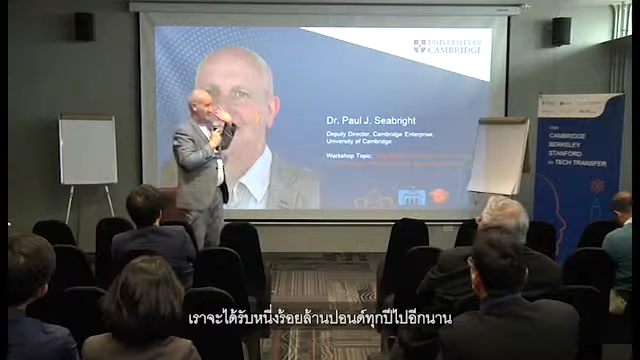 UNIVERSITY OF
CAMBRIDGE
Dr. Paul J. Seabright
Deputy Director, Cambridge Enterprise,
University of Cambridge
Workshop Topic:
CAMBRIDGE
BERKELEY
STANFORD
in TECH TRANSFER
เราจะได้รับหนึ่งร้อยล้านปอนด์ทุกปีไปอีกนาน